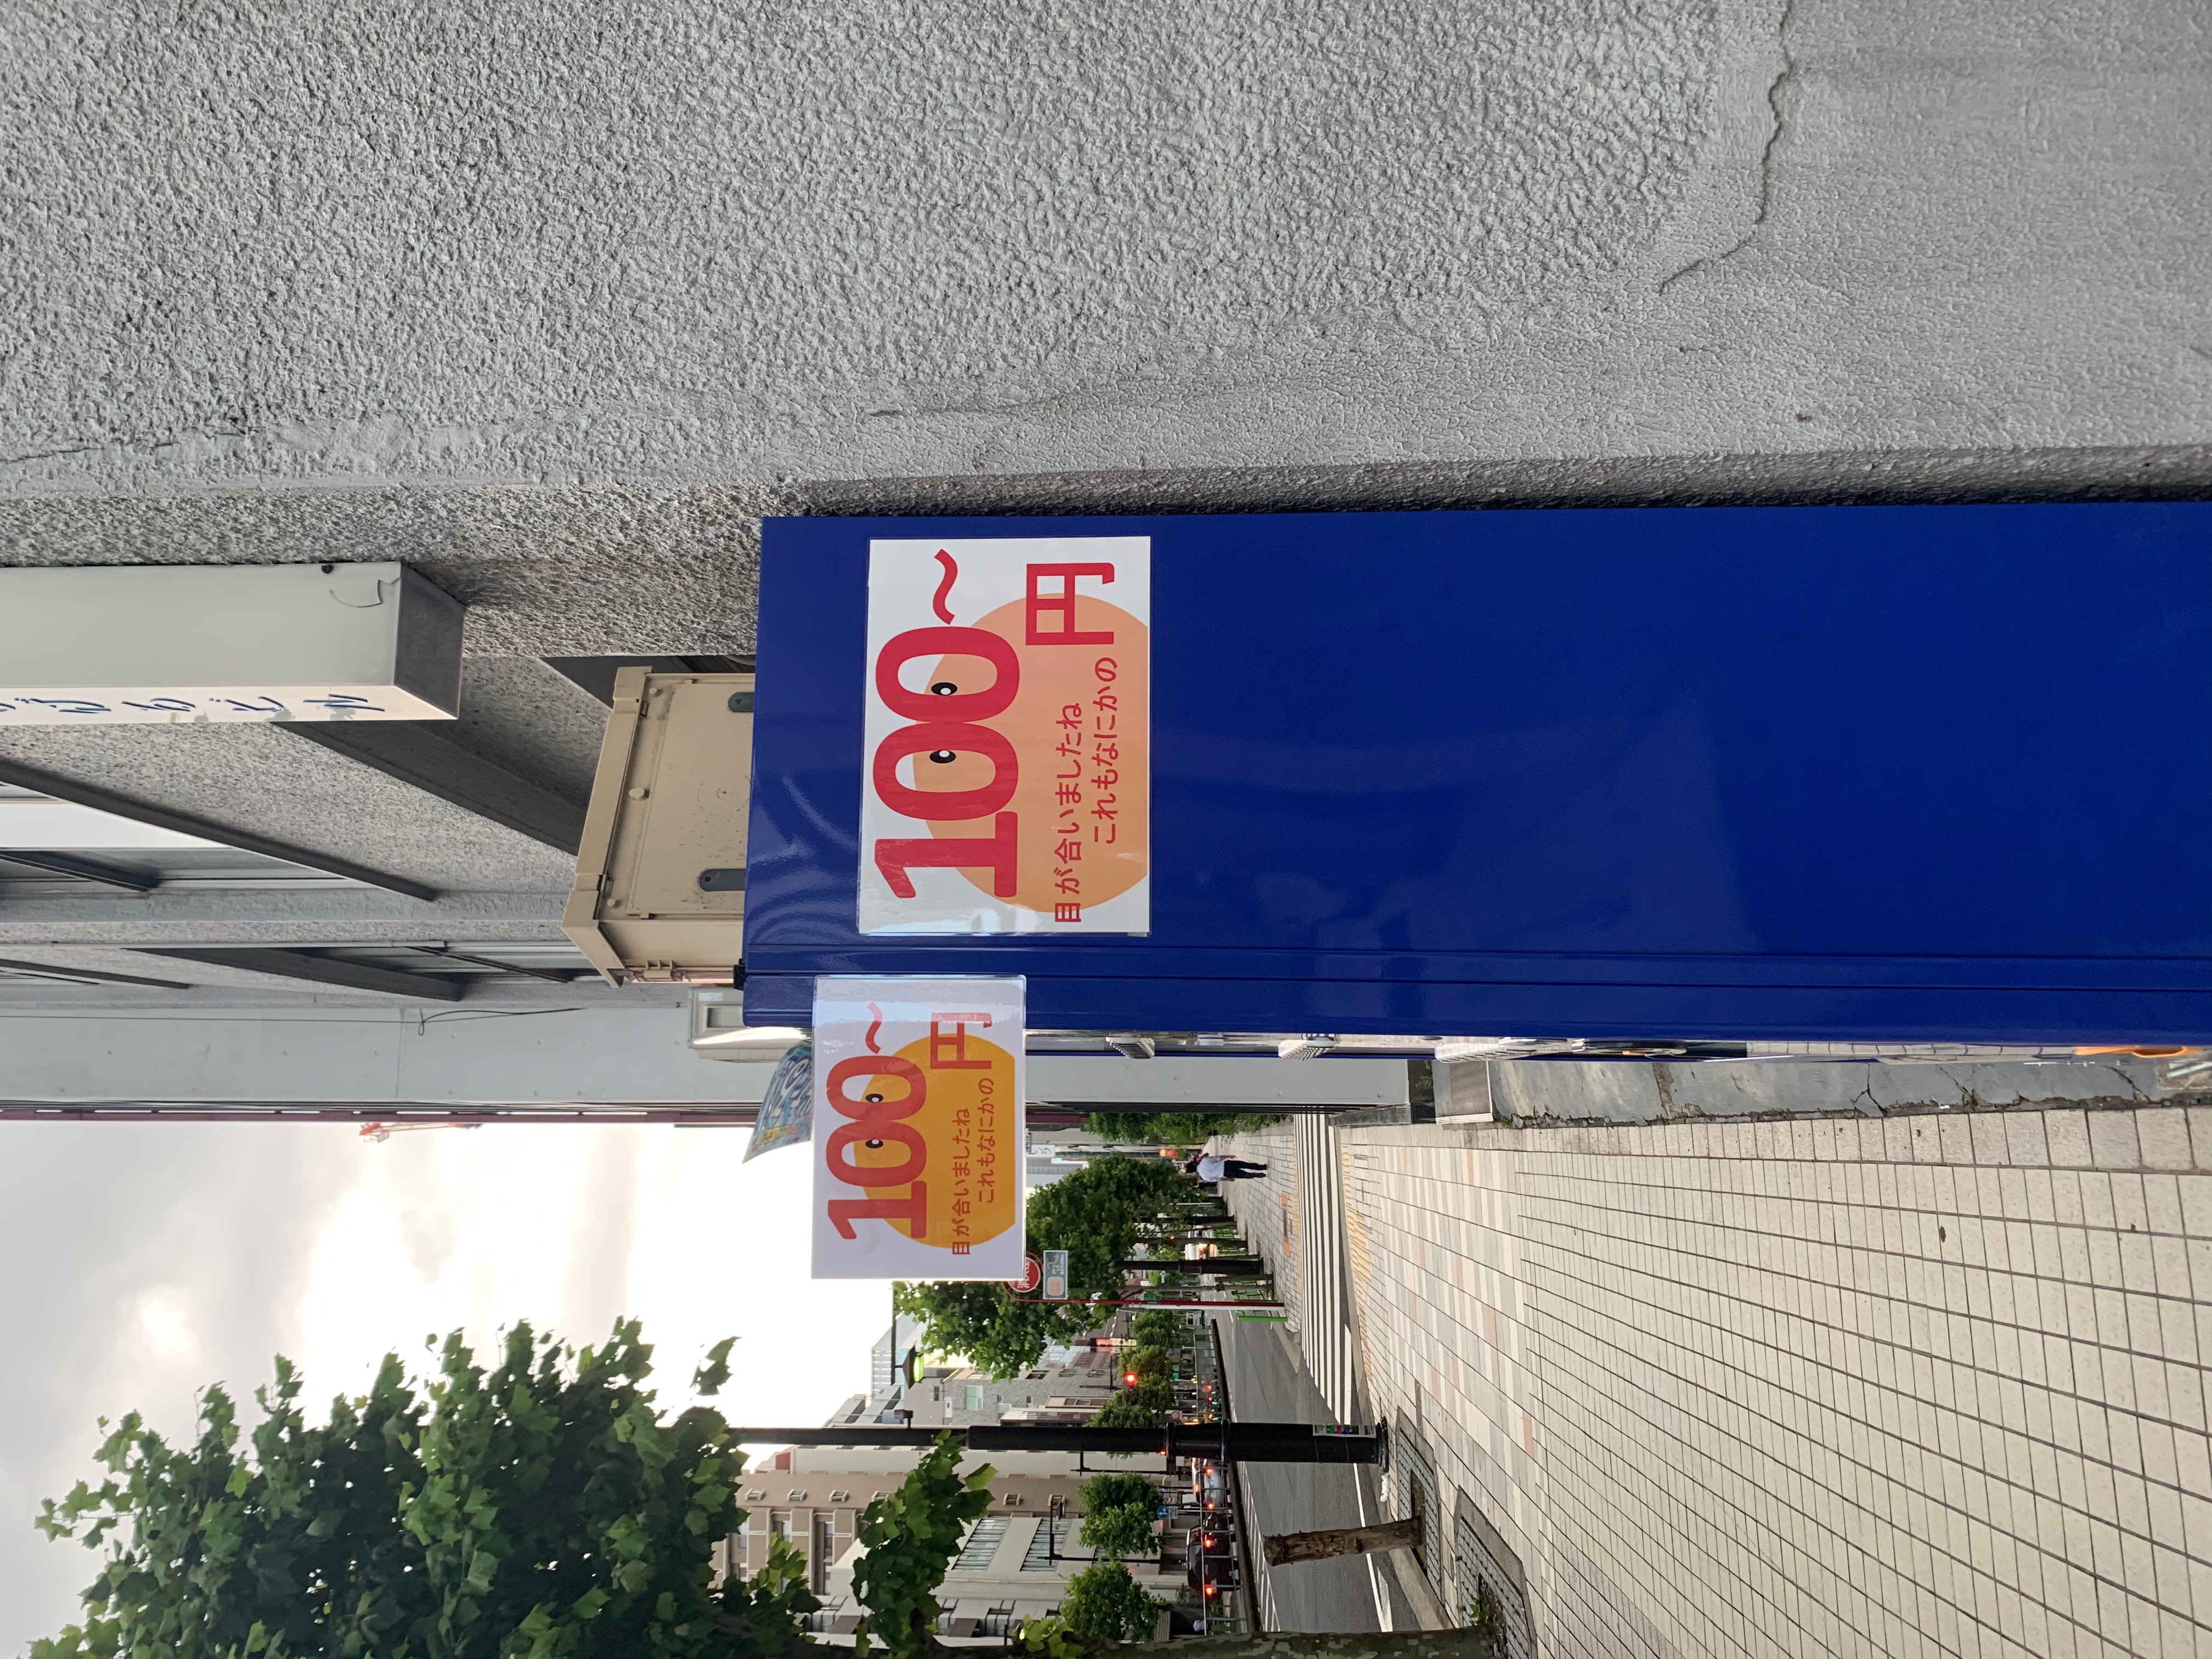 100～
目が合いましたね
これもなにかの
円
100～
目が合いましたね
これもなにかの
円